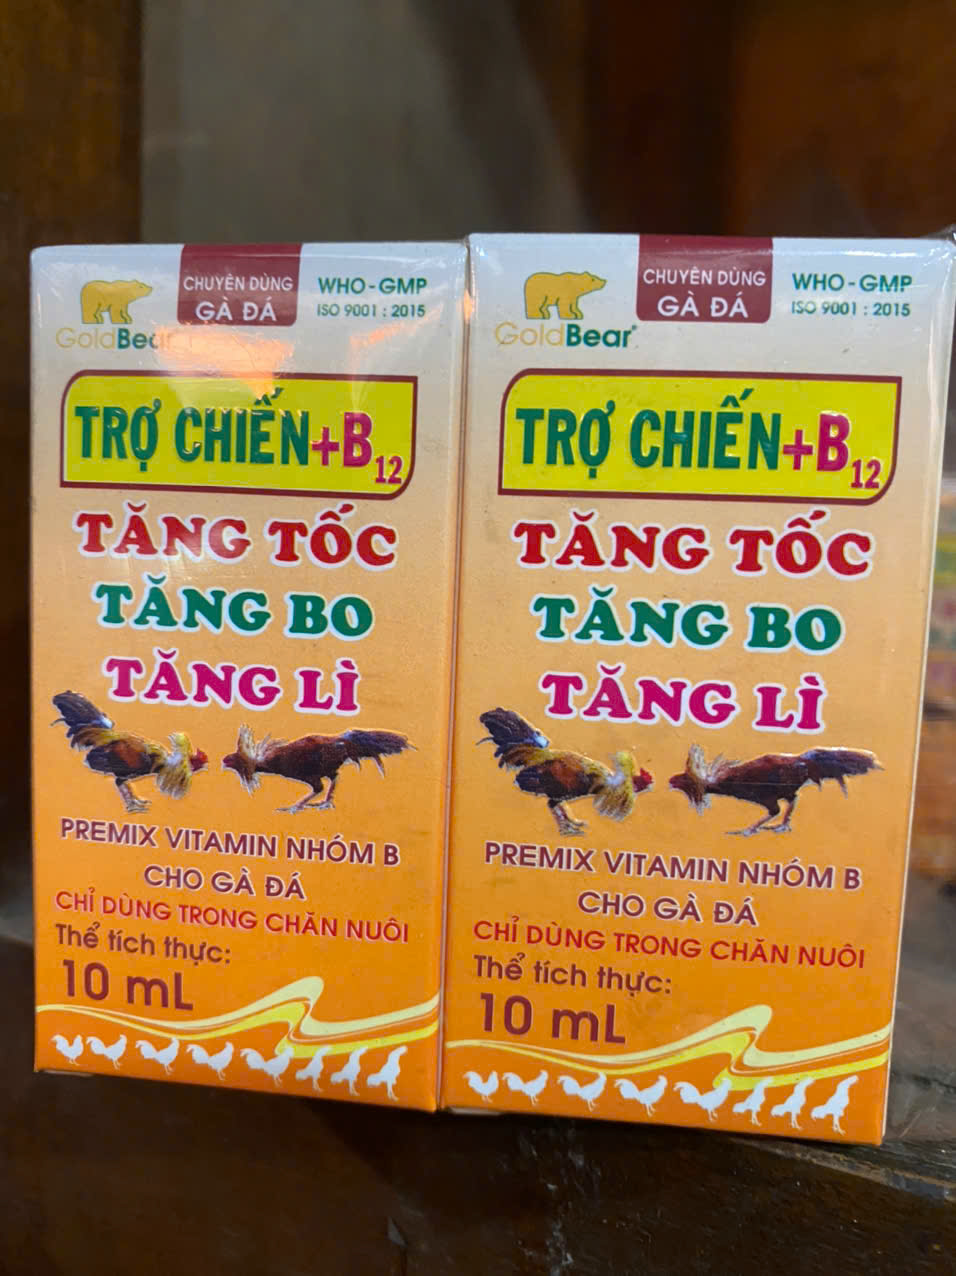 GoldBear
CHUYÊN DÙNG
GÀ ĐÁ
WHO-GMP
ISO 9001 : 2015
TRỢ CHIẾN+B12
TĂNG TỐC
TĂNG BO
TĂNG LÌ
PREMIX VITAMIN NHÓM B
CHO GÀ ĐÁ
CHỈ DÙNG TRONG CHĂN NUÔI
Thể tích thực:
10 mL
GoldBear®
CHUYÊN DÙNG
GÀ ĐÁ
WHO-GMP
ISO 9001 : 2015
TRỢ CHIẾN+B12
TĂNG TỐC
TĂNG BO
TĂNG LÌ
PREMIX VITAMIN NHÓM B
CHO GÀ ĐÁ
CHỈ DÙNG TRONG CHĂN NUÔI
Thể tích thực:
10 mL